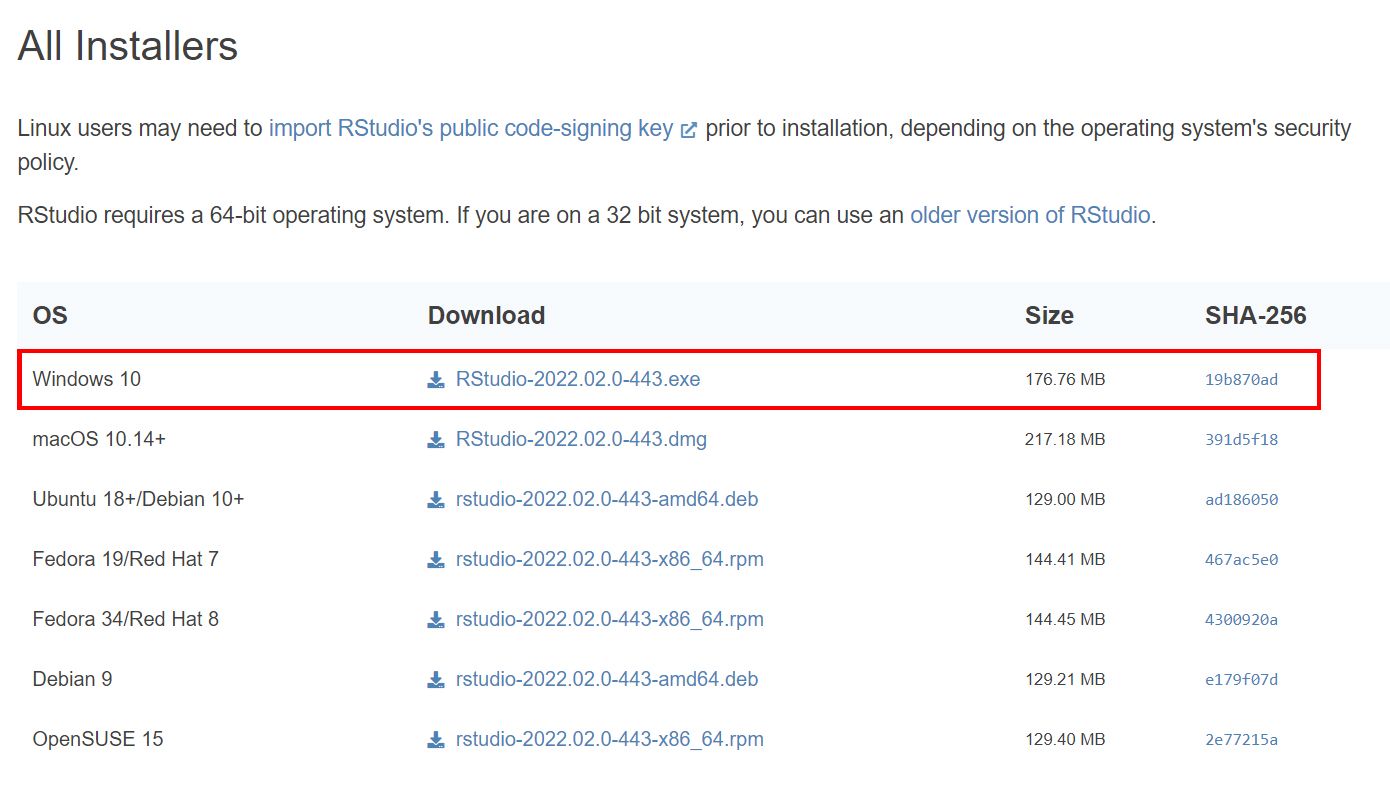 All Installers
Linux users may need to import RStudio's public code-signing key prior to installation, depending on the operating system's security
policy.
RStudio requires a 64-bit operating system. If you are on a 32 bit system, you can use an older version of RStudio.
OS Download Size SHA-256
Windows 10 RStudio-2022.02.0-443.exe 176.76 MB 19b870ad
macOS 10.14+ RStudio-2022.02.0-443.dmg 217.18 MB 391d5f18
Ubuntu 18+/Debian 10+ rstudio-2022.02.0-443-amd64.deb 129.00 MB ad186050
Fedora 19/Red Hat 7 rstudio-2022.02.0-443-x86_64.rpm 144.41 MB 467ac5e0
Fedora 34/Red Hat 8 rstudio-2022.02.0-443-x86_64.rpm 144.45 MB 4300920a
Debian 9 rstudio-2022.02.0-443-amd64.deb 129.21 MB e179f07d
OpenSUSE 15 rstudio-2022.02.0-443-x86_64.rpm 129.40 MB 2e77215a